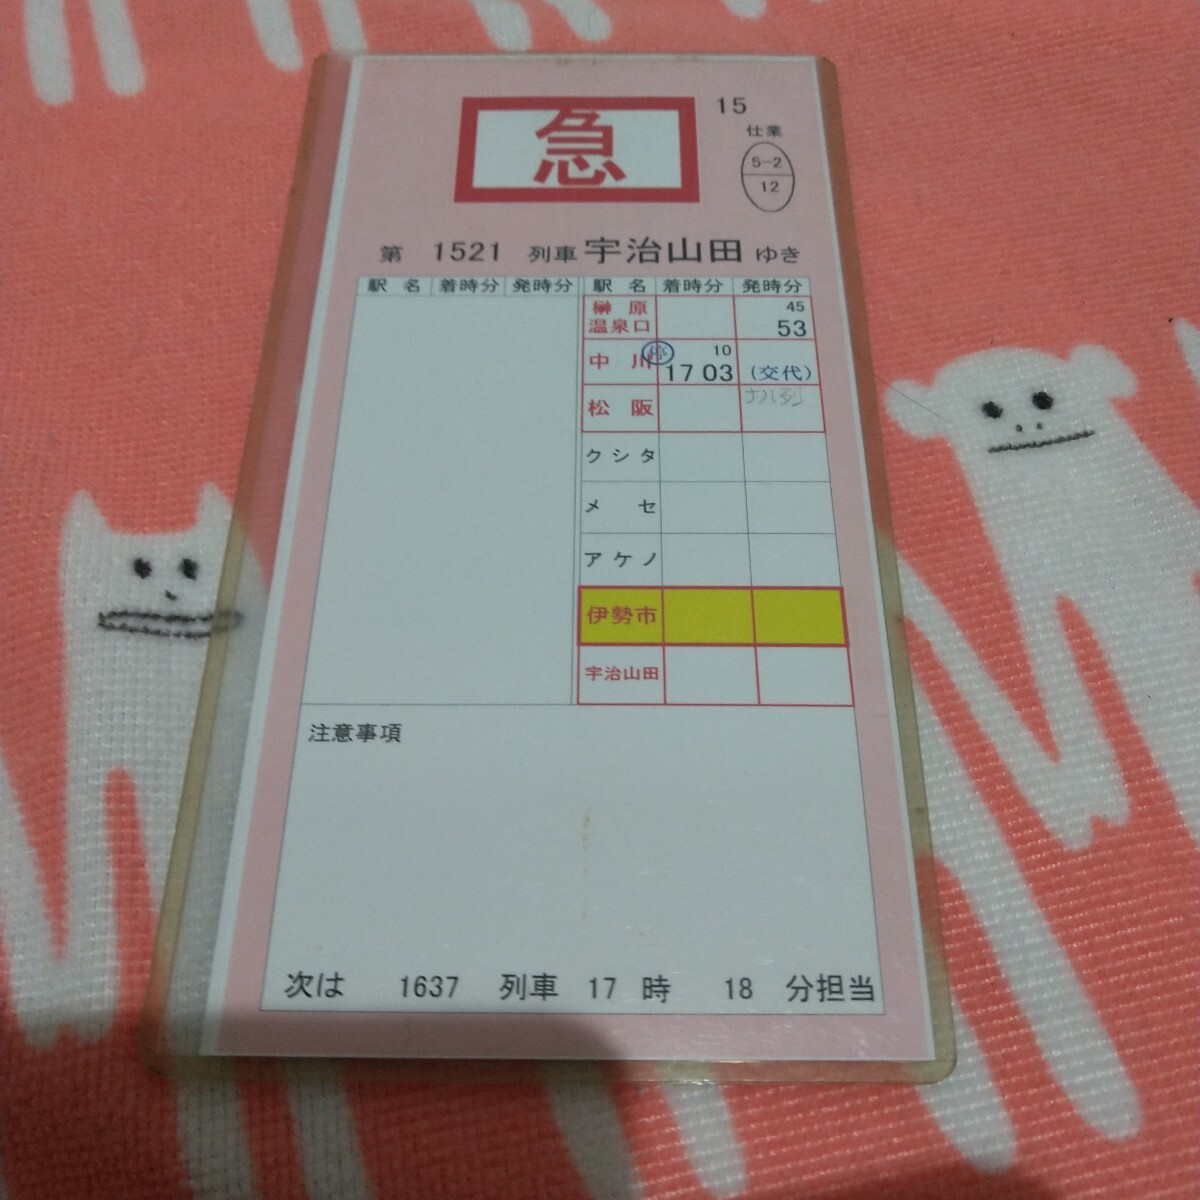 急
15
仕業
5-2
12
第 1521 列車 宇治山田 ゆき
駅 名 着時分 発時分 駅 名 着時分 発時分
榊 原 45
温泉口 53
中 川 停 10
17 03 (交代)
松 阪
クシタ
メ セ
アケノ
伊勢市
宇治山田
注意事項
次は 1637 列車 17 時 18 分担当